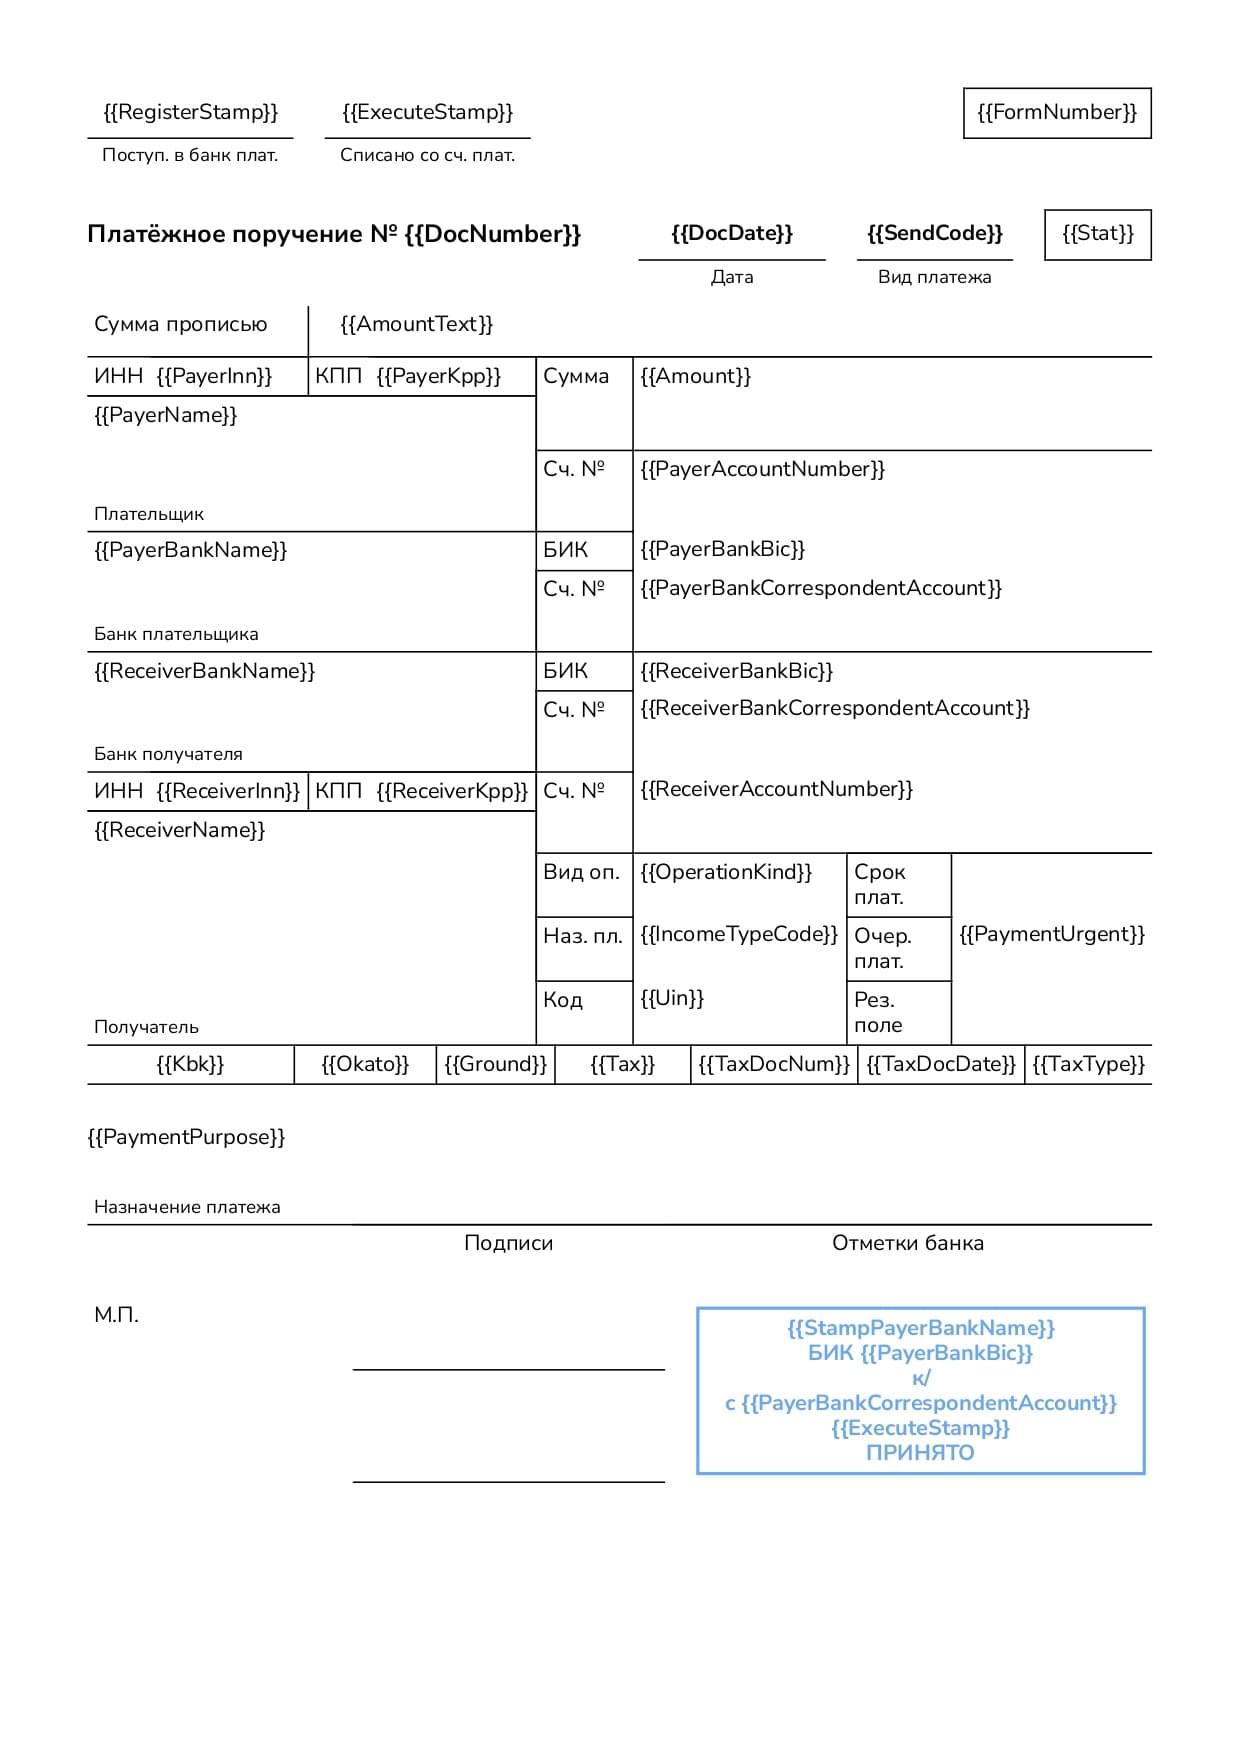 {{RegisterStamp}} {{ExecuteStamp}} {{FormNumber}}
Поступ. в банк плат. Списано со сч. плат.
Платёжное поручение № {{DocNumber}} {{DocDate}} {{SendCode}} {{Stat}}
Дата Вид платежа
Сумма прописью {{AmountText}}
ИНН {{PayerInn}} КПП {{PayerKpp}} Сумма {{Amount}}
{{PayerName}}
Сч. № {{PayerAccountNumber}}
Плательщик
{{PayerBankName}} БИК {{PayerBankBic}}
Сч. № {{PayerBankCorrespondentAccount}}
Банк плательщика
{{ReceiverBankName}} БИК {{ReceiverBankBic}}
Сч. № {{ReceiverBankCorrespondentAccount}}
Банк получателя
ИНН {{ReceiverInn}} КПП {{ReceiverKpp}} Сч. № {{ReceiverAccountNumber}}
{{ReceiverName}}
Вид оп. {{OperationKind}} Срок
плат.
Наз. пл. {{IncomeTypeCode}} Очер. {{PaymentUrgent}}
плат.
Код {{Uin}} Рез.
поле
Получатель
{{Kbk}} {{Okato}} {{Ground}} {{Tax}} {{TaxDocNum}} {{TaxDocDate}} {{TaxType}}
{{PaymentPurpose}}
Назначение платежа
Подписи Отметки банка
М.П.
{{StampPayerBankName}}
БИК {{PayerBankBic}}
к/
с {{PayerBankCorrespondentAccount}}
{{ExecuteStamp}}
ПРИНЯТО